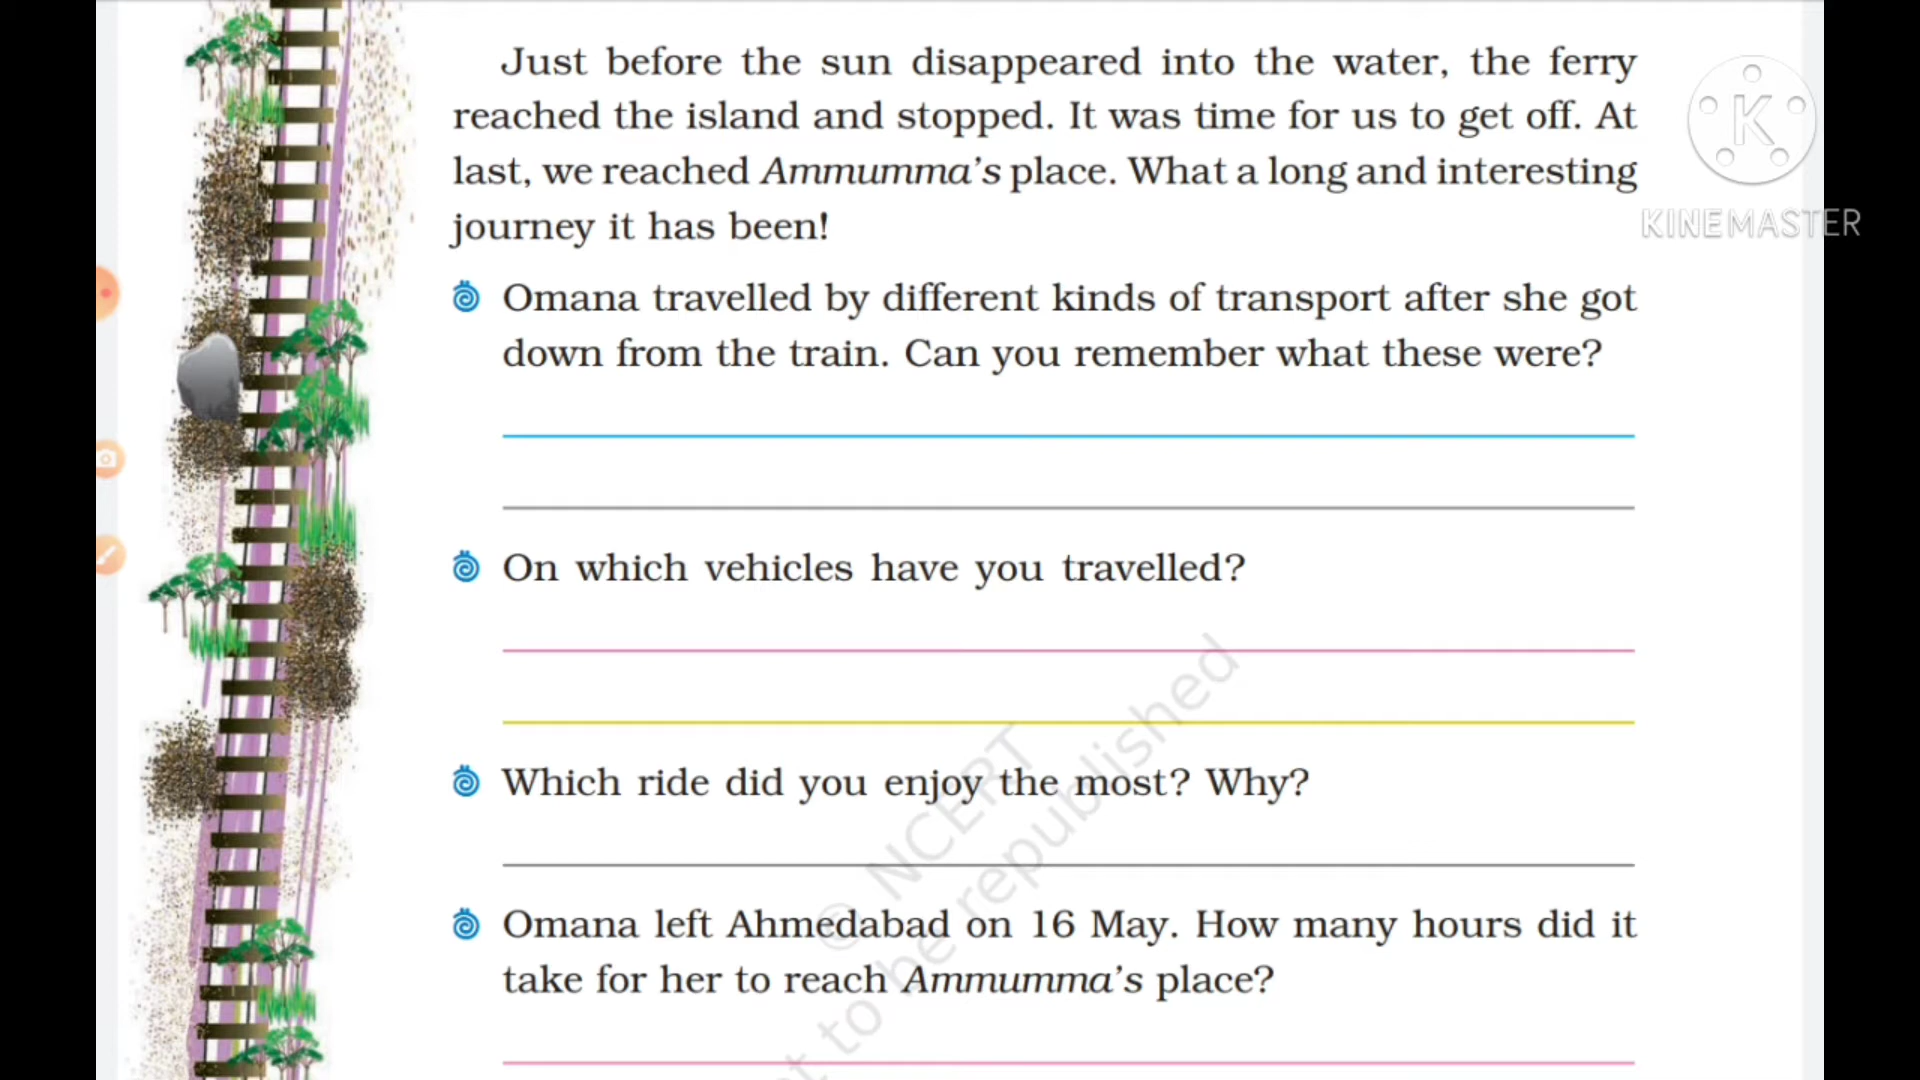 Just before the sun disappeared into the water, the ferry
reached the island and stopped. It was time for us to get off. At
last, we reached Ammumma's place. What a long and interesting
journey it has been!
K
KINEMASTER
Omana travelled by different kinds of transport after she got
down from the train. Can you remember what these were?
On which vehicles have you travelled?
Which ride did you enjoy the most? Why?
Omana left Ahmedabad on 16 May. How many hours did it
take for her to reach Ammumma's place?
© NCERT
to be republished